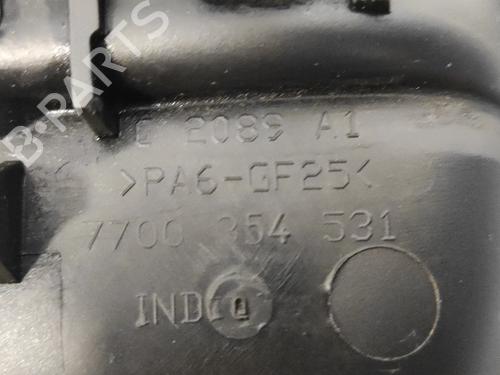 C 2089 A1
>PA6-GF25<
7700 354 531
IND Q
B-PARTS